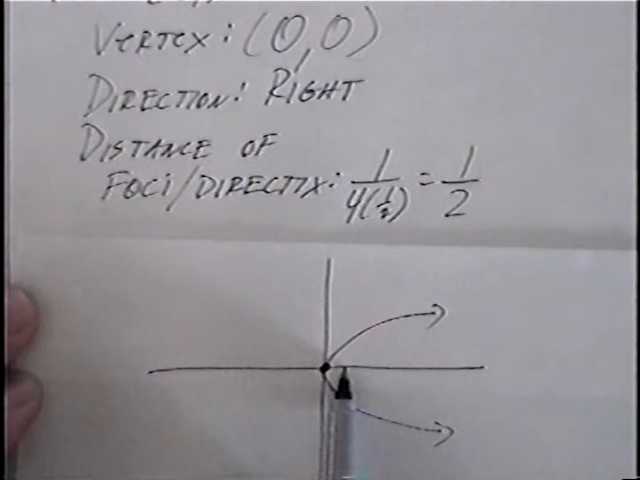 VERTEX: (0,0)
DIRECTION: RIGHT
DISTANCE OF
FOCI/DIRECTIX: 1/4(1/2) = 1/2